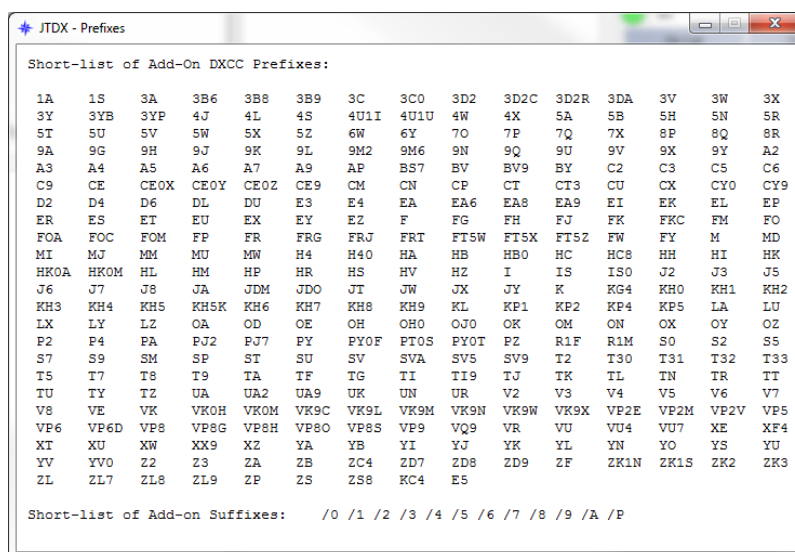 JTDX - Prefixes
Short-list of Add-On DXCC Prefixes:
1A 1S 3A 3B6 3B8 3B9 3C 3C0 3D2 3D2C 3D2R 3DA 3V 3W 3X
3Y 3YB 3YP 4J 4L 4S 4U1I 4U1U 4W 4X 5A 5B 5H 5N 5R
5T 5U 5V 5W 5X 5Z 6W 6Y 7O 7P 7Q 7X 8P 8Q 8R
9A 9G 9H 9J 9K 9L 9M2 9M6 9N 9Q 9U 9V 9X 9Y A2
A3 A4 A5 A6 A7 A9 AP BS7 BV BV9 BY C2 C3 C5 C6
C9 CE CE0X CE0Y CE0Z CE9 CM CN CP CT CT3 CU CX CY0 CY9
D2 D4 D6 DL DU E3 E4 EA EA6 EA8 EA9 EI EK EL EP
ER ES ET EU EX EY EZ F FG FH FJ FK FKC FM FO
FOA FOC FOM FP FR FRG FRJ FRT FT5W FT5X FT5Z FW FY M MD
MI MJ MM MU MW H4 H40 HA HB HB0 HC HC8 HH HI HK
HK0A HK0M HL HM HP HR HS HV HZ I IS IS0 J2 J3 J5
J6 J7 J8 JA JDM JDO JT JW JX JY K KG4 KH0 KH1 KH2
KH3 KH4 KH5 KH5K KH6 KH7 KH8 KH9 KL KP1 KP2 KP4 KP5 LA LU
LX LY LZ OA OD OE OH OH0 OJ0 OK OM ON OX OY OZ
P2 P4 PA PJ2 PJ7 PY PY0F PT0S PY0T PZ R1F R1M S0 S2 S5
S7 S9 SM SP ST SU SV SVA SV5 SV9 T2 T30 T31 T32 T33
T5 T7 T8 T9 TA TF TG TI TI9 TJ TK TL TN TR TT
TU TY TZ UA UA2 UA9 UK UN UR V2 V3 V4 V5 V6 V7
V8 VE VK VK0H VK0M VK9C VK9L VK9M VK9N VK9W VK9X VP2E VP2M VP2V VP5
VP6 VP6D VP8 VP8G VP8H VP8O VP8S VP9 VQ9 VR VU VU4 VU7 XE XF4
XT XU XW XX9 XZ YA YB YI YJ YK YL YN YO YS YU
YV YV0 Z2 Z3 ZA ZB ZC4 ZD7 ZD8 ZD9 ZF ZK1N ZK1S ZK2 ZK3
ZL ZL7 ZL8 ZL9 ZP ZS ZS8 KC4 E5
Short-list of Add-on Suffixes: /0 /1 /2 /3 /4 /5 /6 /7 /8 /9 /A /P